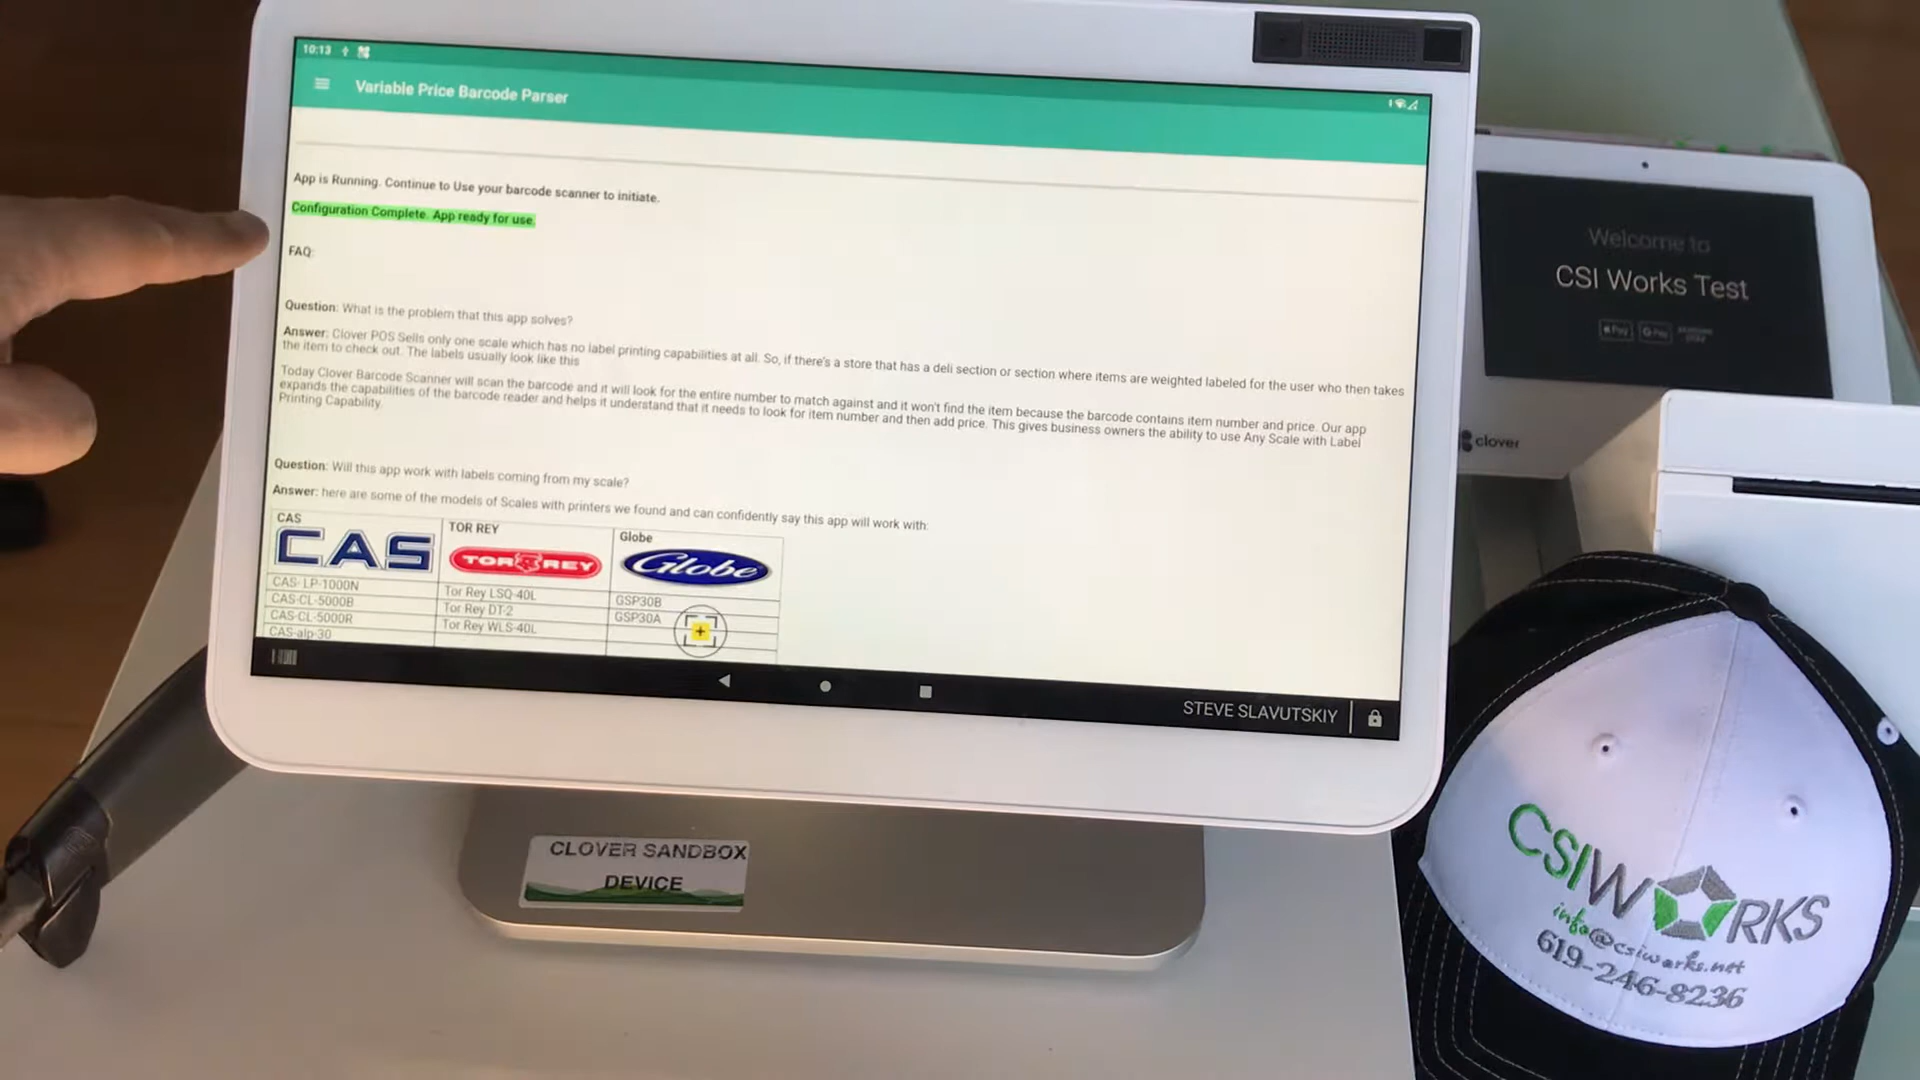 10:13
Variable Price Barcode Parser
App is Running. Continue to Use your barcode scanner to initiate.
Configuration Complete. App ready for use.
FAQ:
Question: What is the problem that this app solves?
Answer: Clover POS Sells only one scale which has no label printing capabilities at all. So, if there's a store that has a deli section or section where items are weighted labeled for the user who then takes
the item to check out. The labels usually look like this
Today Clover Barcode Scanner will scan the barcode and it will look for the entire number to match against and it won't find the item because the barcode contains item number and price. Our app
expands the capabilities of the barcode reader and helps it understand that it needs to look for item number and then add price. This gives business owners the ability to use Any Scale with Label
Printing Capability.
Question: Will this app work with labels coming from my scale?
Answer: here are some of the models of Scales with printers we found and can confidently say this app will work with:
CAS TOR REY Globe
CAS TOR REY Globe
CAS- LP-1000N Tor Rey LSQ-40L GSP30B
CAS-CL-5000B Tor Rey DT-2 GSP30A
CAS-CL-5000R Tor Rey WLS-40L
CAS-alp-30
STEVE SLAVUTSKIY
CLOVER SANDBOX
DEVICE
Welcome to
CSI Works Test
Pay G Pay
clover
CSIWORKS
info@csiwarks.net
619-246-8236